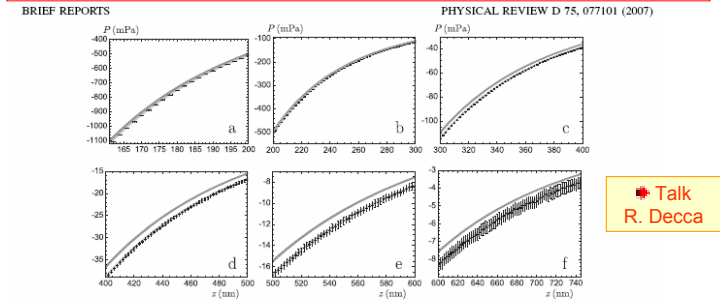 BRIEF REPORTS PHYSICAL REVIEW D 75, 077101 (2007)
P (mPa) P (mPa) P (mPa)
-400
-500
-600
-700
-800
-900
-1000
-1100
165 170 175 180 185 190 195 200
a
-100
-200
-300
-400
-500
200 220 240 260 280 300
b
-40
-60
-80
-100
300 320 340 360 380 400
c
-15
-20
-25
-30
-35
400 420 440 460 480 500
z (nm)
d
-8
-10
-12
-14
-16
500 520 540 560 580 600
z (nm)
e
-3
-4
-5
-6
-7
-8
600 620 640 660 680 700 720 740
z (nm)
f
Talk
R. Decca